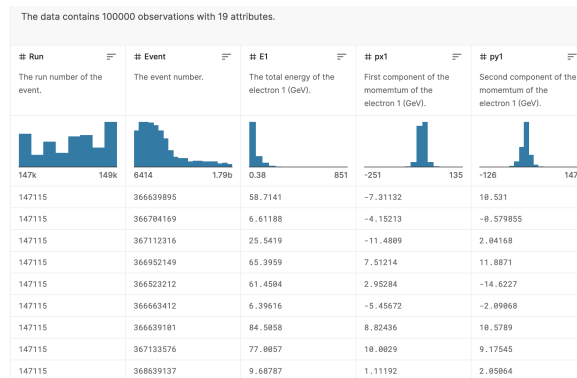 The data contains 100000 observations with 19 attributes.
# Run # Event # E1 # px1 # py1
The run number of the event. The event number. The total energy of the electron 1 (GeV). First component of the momemtum of the electron 1 (GeV). Second component of the momemtum of the electron 1 (GeV).
147k 149k 6414 1.79b 0.38 851 -251 135 -126 147
147115 366639895 58.7141 -7.31132 10.531
147115 366704169 6.61188 -4.15213 -0.579855
147115 367112316 25.5419 -11.4809 2.04168
147115 366952149 65.3959 7.51214 11.8871
147115 366523212 61.4504 2.95284 -14.6227
147115 366663412 6.39616 -5.45672 -2.09068
147115 366639101 84.5058 8.82436 10.5789
147115 367133576 77.0057 10.0029 9.17545
147115 368639137 9.68787 1.11192 2.05064